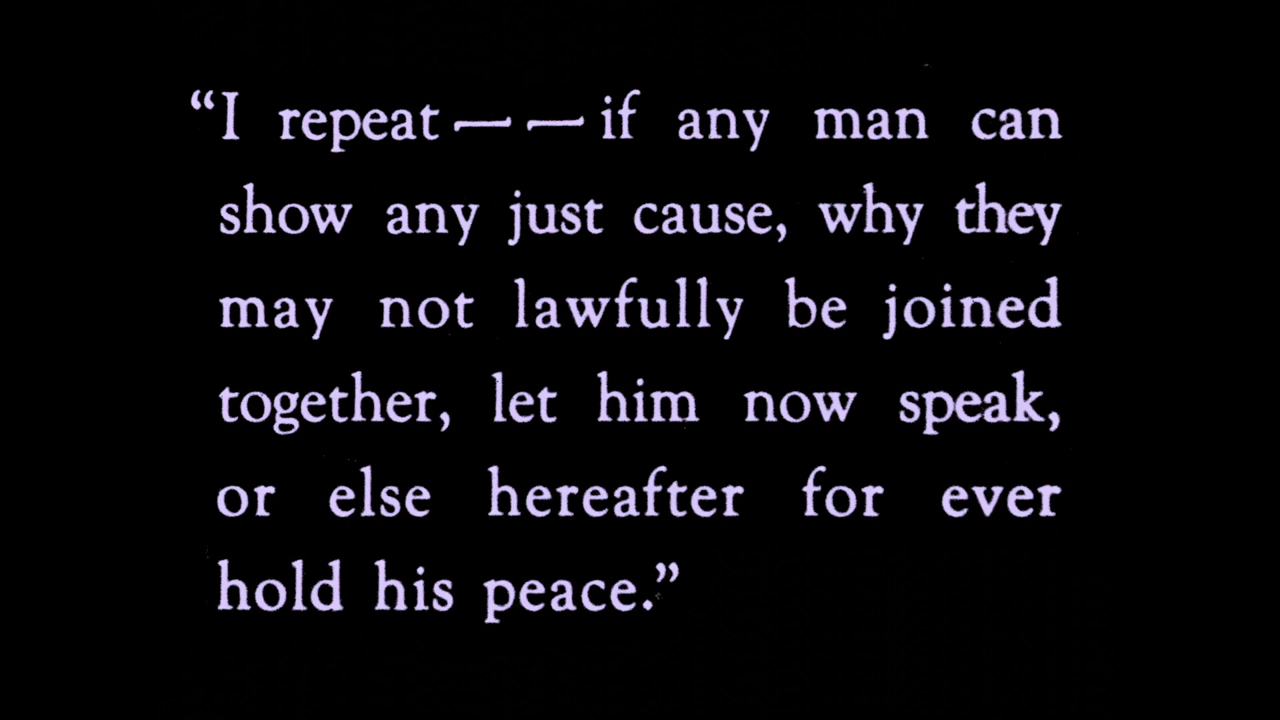 “I repeat — — if any man can
show any just cause, why they
may not lawfully be joined
together, let him now speak,
or else hereafter for ever
hold his peace.”